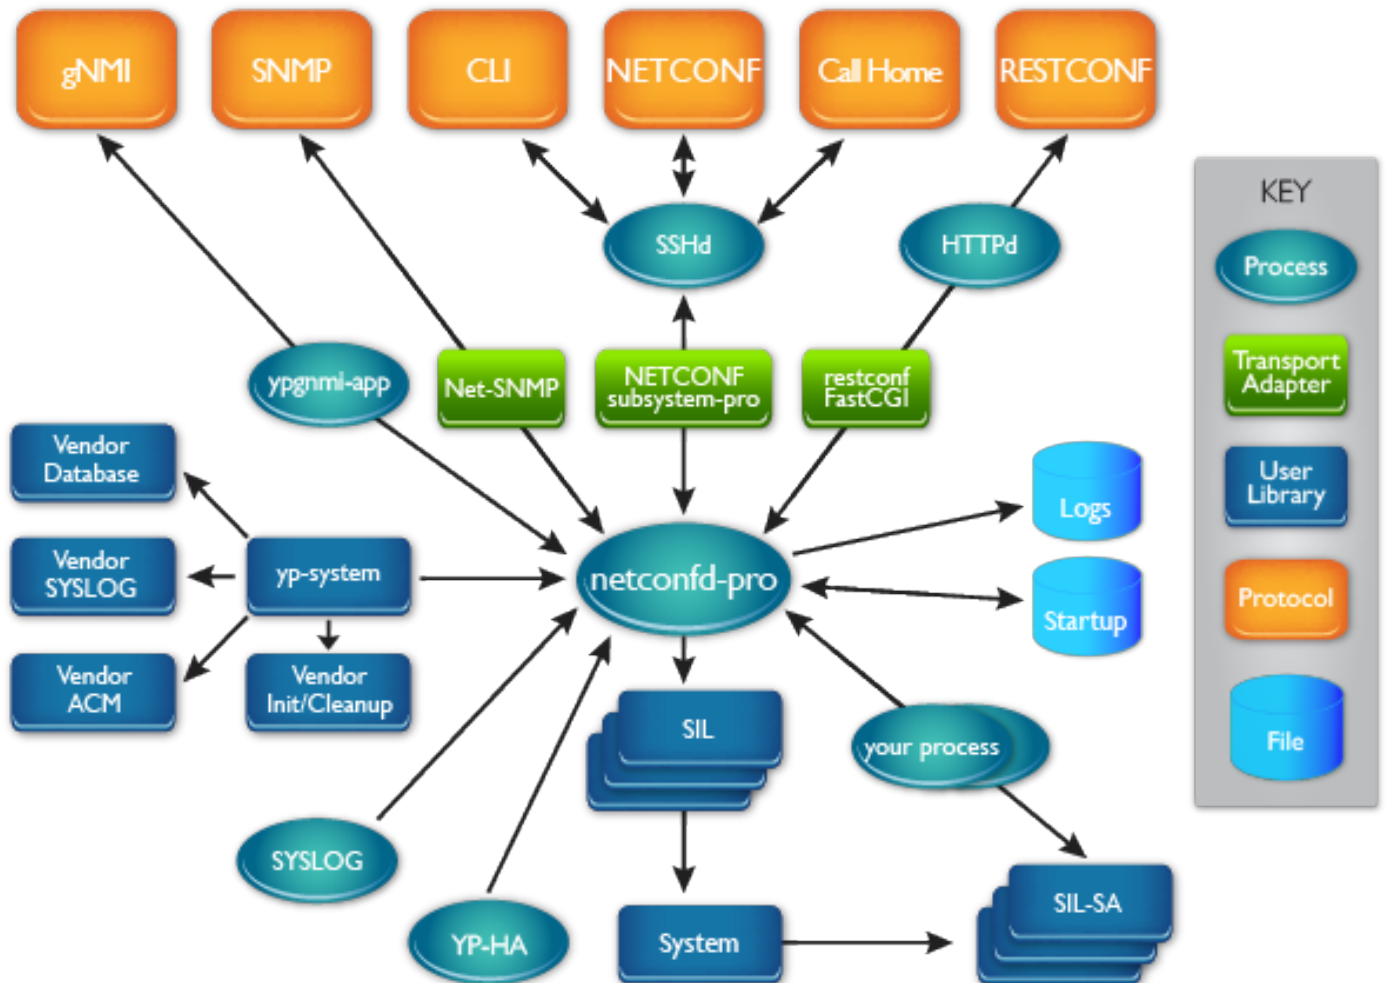 gNMI
SNMP
CLI
NETCONF
Call Home
RESTCONF
KEY
SSHd
HTTPd
Process
ypgnmi-app
Net-SNMP
NETCONF
subsystem-pro
restconf
FastCGI
Transport
Adapter
Vendor
Database
Logs
User
Library
Vendor
SYSLOG
yp-system
netconfd-pro
Startup
Protocol
Vendor
ACM
Vendor
Init/Cleanup
SIL
your process
File
SYSLOG
YP-HA
System
SIL-SA